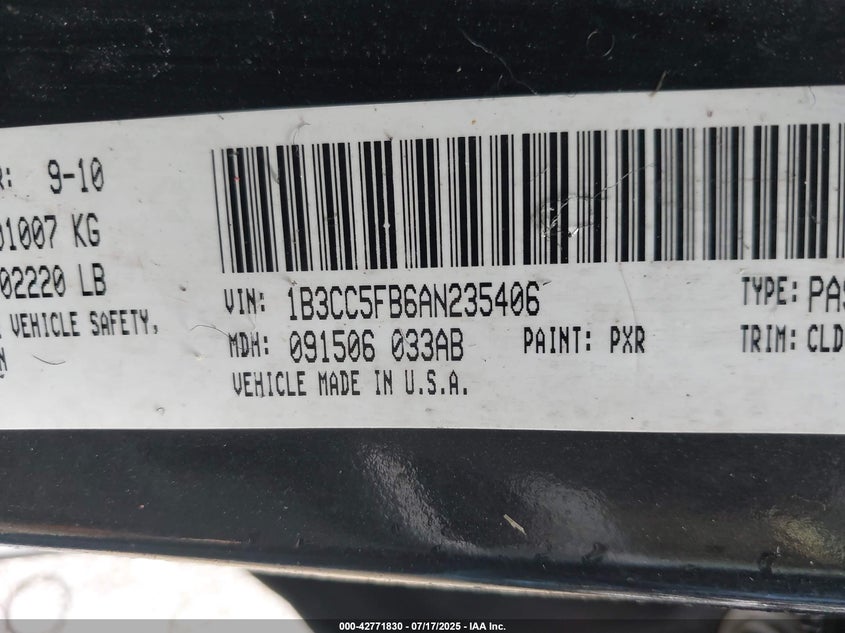 R: 9-10
01007 KG
02220 LB
VEHICLE SAFETY,
N
VIN: 1B3CC5FB6AN235406
TYPE: PAS
MDH: 091506 033AB
PAINT: PXR
TRIM: CLD
VEHICLE MADE IN U.S.A.
000-42771830 / 07/17/2025 - IAA Inc.